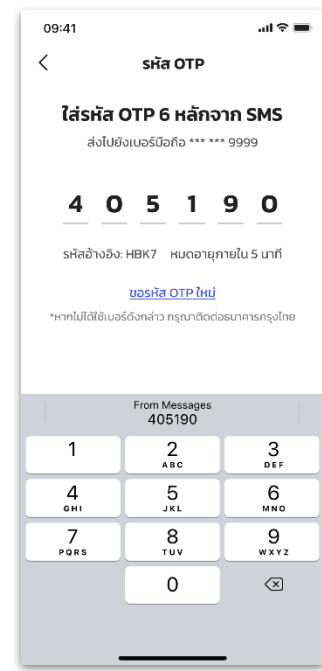 09:41
รหัส OTP
ใส่รหัส OTP 6 หลักจาก SMS
ส่งไปยังเบอร์มือถือ *** *** 9999
4 0 5 1 9 0
รหัสอ้างอิง: HBK7 หมดอายุภายใน 5 นาที
ขอรหัส OTP ใหม่
*หากไม่ได้ใช้เบอร์ดังกล่าว กรุณาติดต่อธนาคารกรุงไทย
From Messages
405190
1 2 3
ABC DEF
4 5 6
GHI JKL MNO
7 8 9
PQRS TUV WXYZ
0